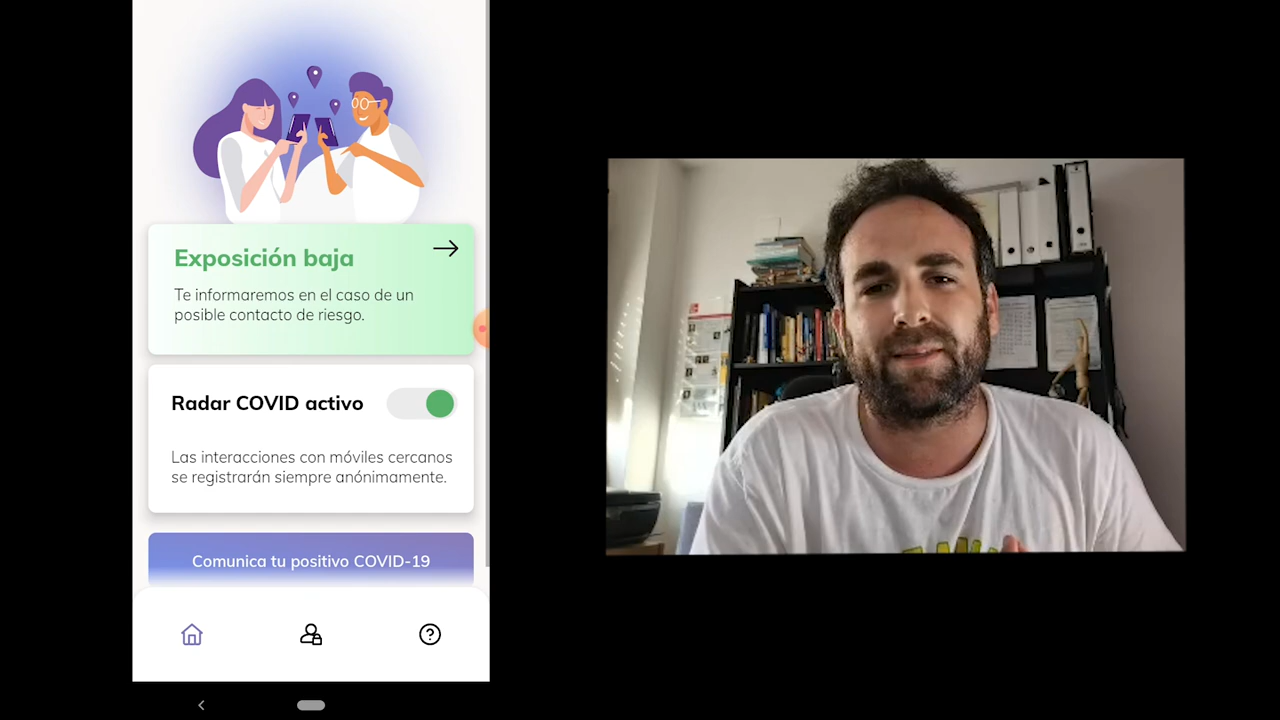 Exposición baja
Te informaremos en el caso de un
posible contacto de riesgo.
Radar COVID activo
Las interacciones con móviles cercanos
se registrarán siempre anónimamente.
Comunica tu positivo COVID-19